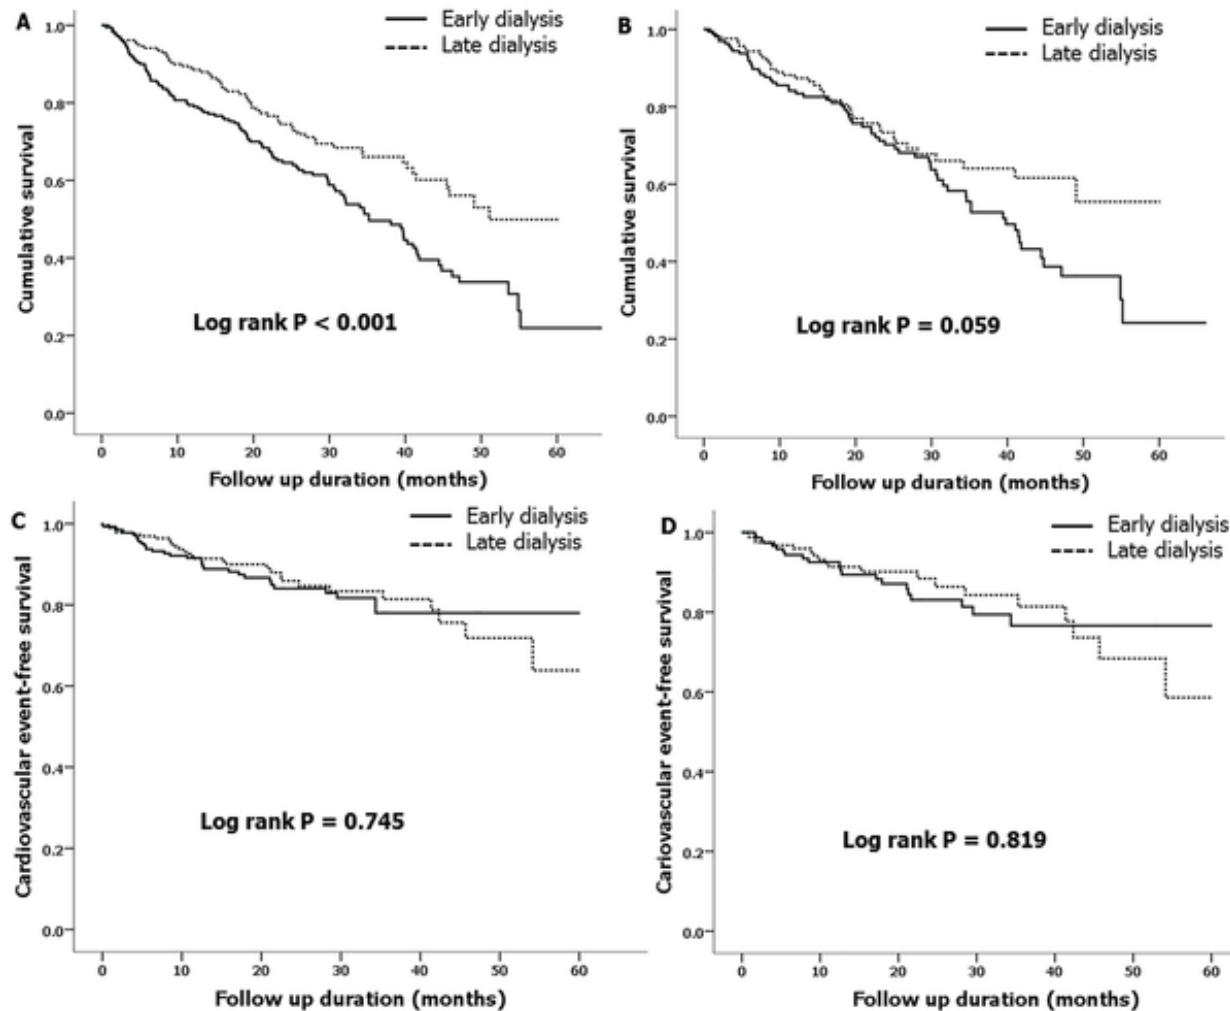 A
Early dialysis
Late dialysis
1.0
0.8
0.6
0.4
0.2
0.0
Cumulative survival
Log rank P < 0.001
0 10 20 30 40 50 60
Follow up duration (months)
B
Early dialysis
Late dialysis
1.0
0.8
0.6
0.4
0.2
0.0
Cumulative survival
Log rank P = 0.059
0 10 20 30 40 50 60
Follow up duration (months)
C
Early dialysis
Late dialysis
1.0
0.8
0.6
0.4
0.2
0.0
Cardiovascular event-free survival
Log rank P = 0.745
0 10 20 30 40 50 60
Follow up duration (months)
D
Early dialysis
Late dialysis
1.0
0.8
0.6
0.4
0.2
0.0
Cariovascular event-free survival
Log rank P = 0.819
0 10 20 30 40 50 60
Follow up duration (months)